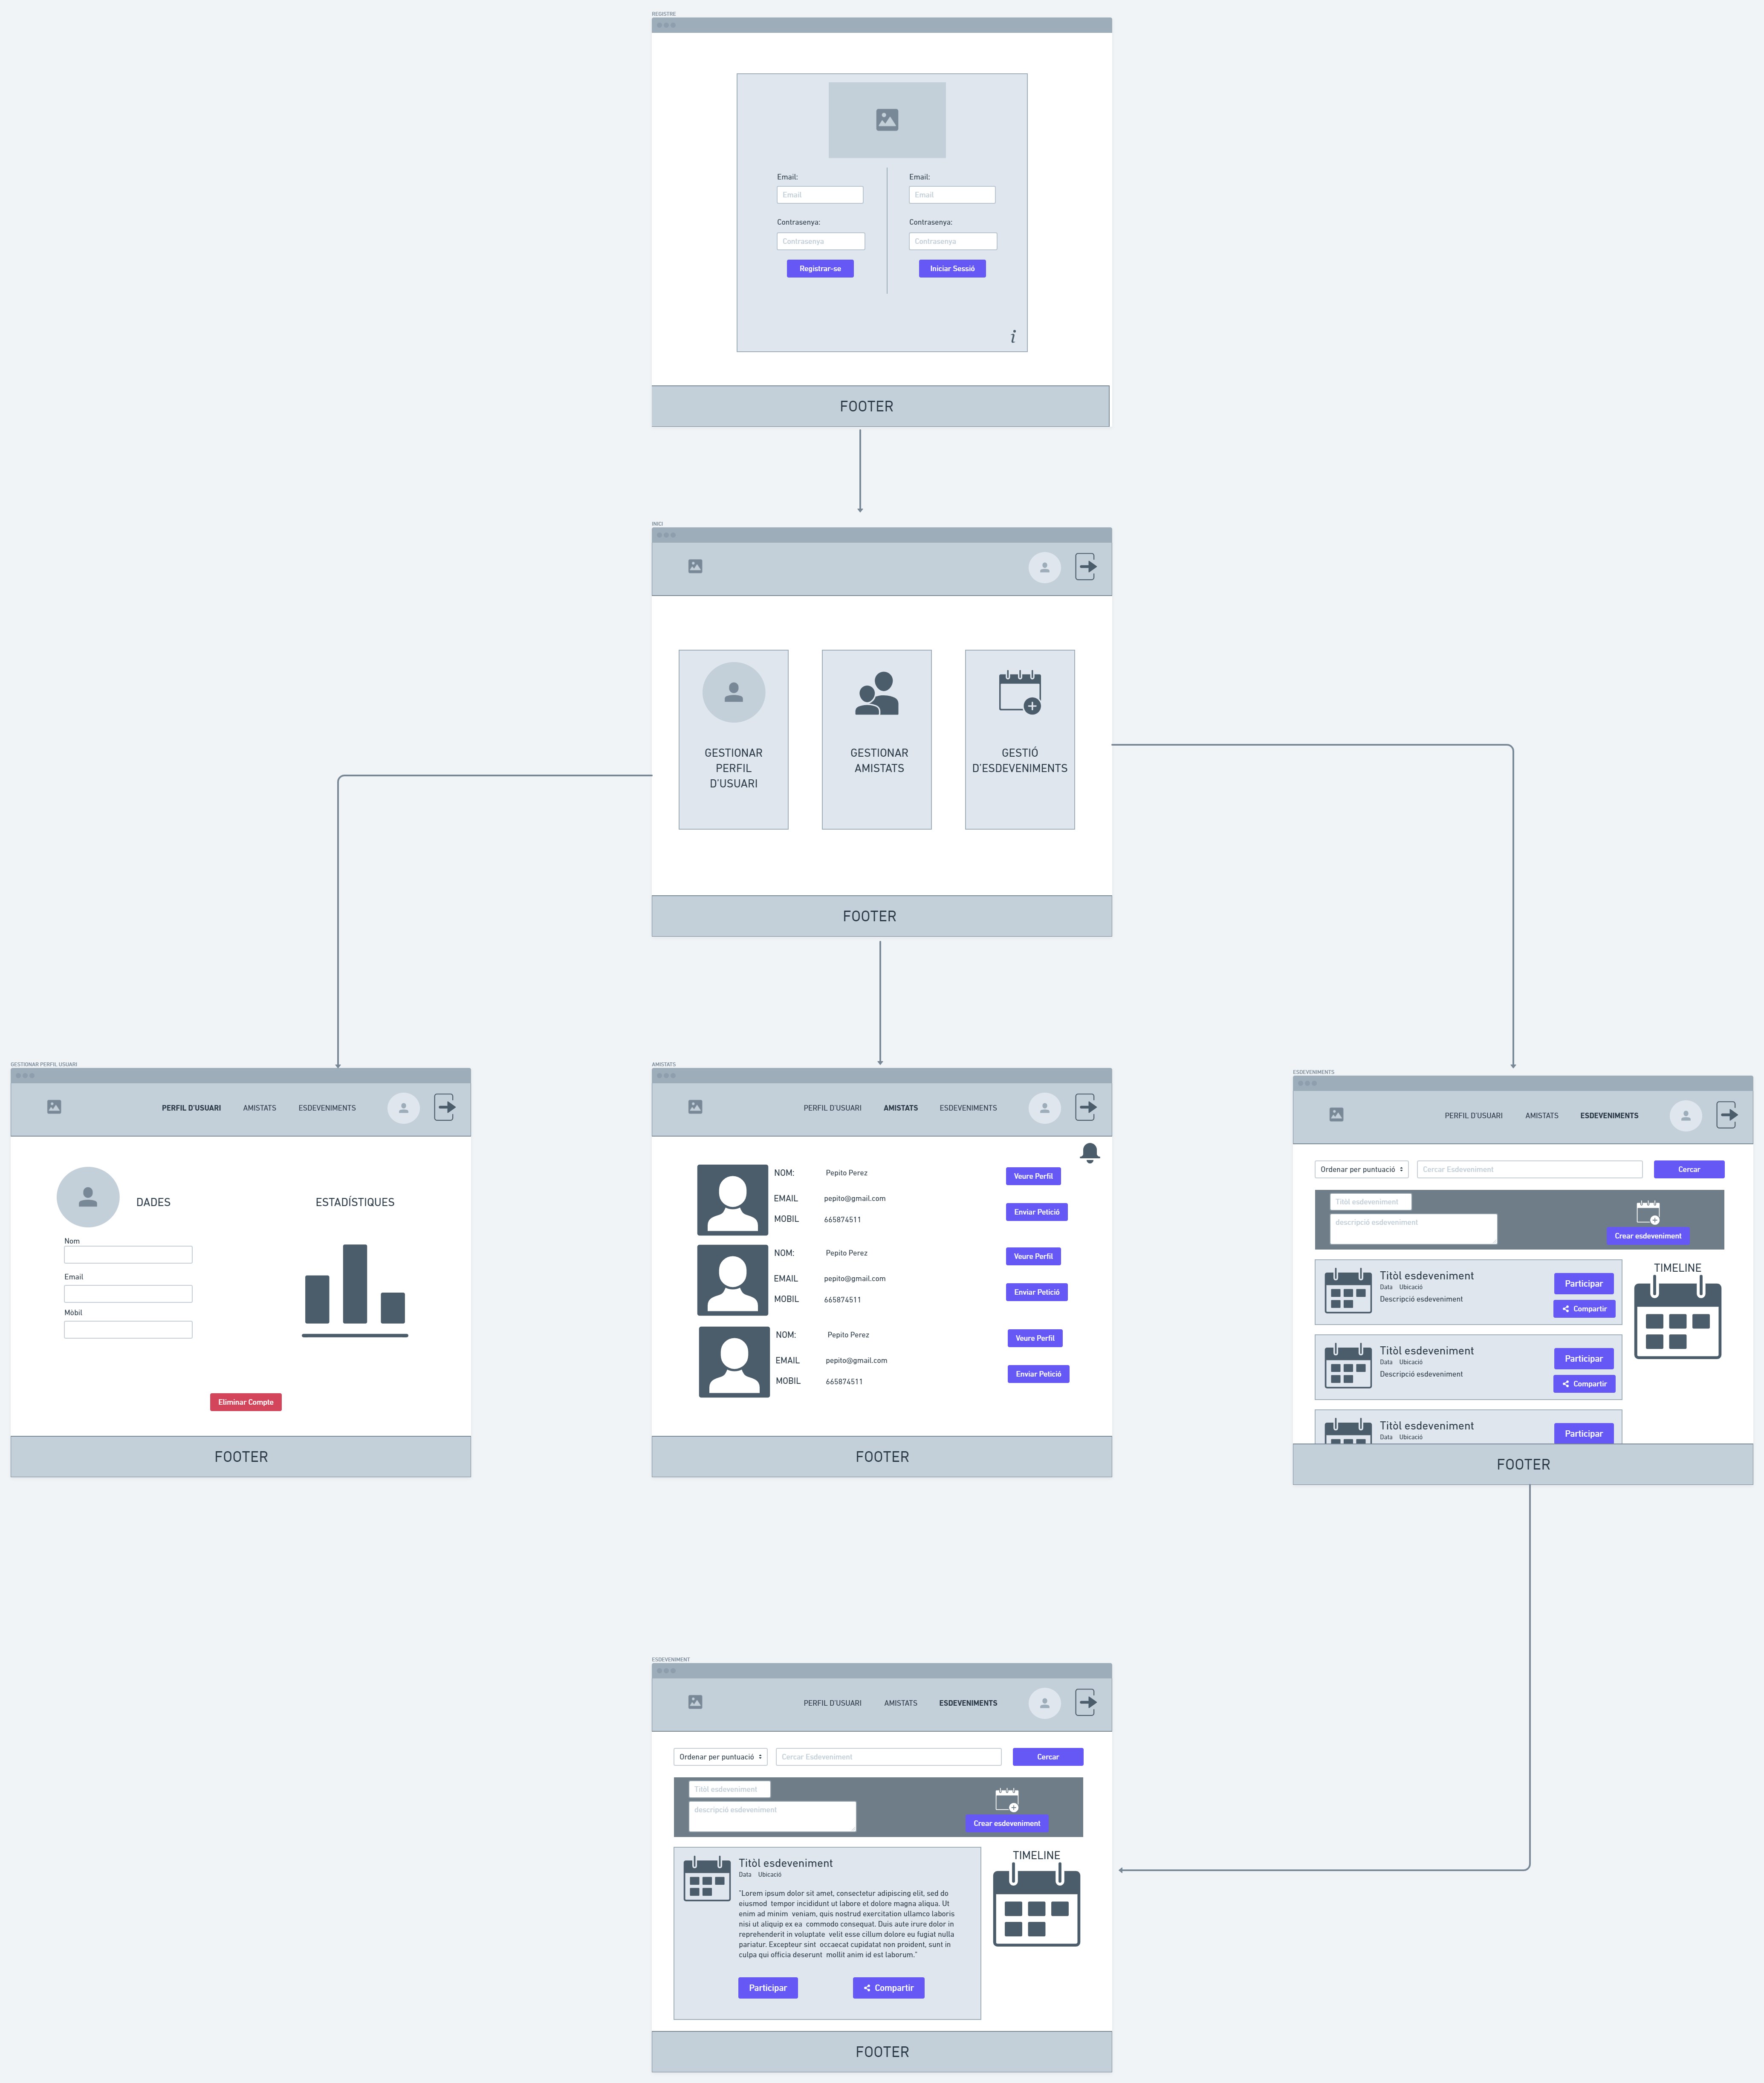 REGISTRE
Email:
Email
Contrasenya:
Contrasenya
Registrar-se
Email:
Email
Contrasenya:
Contrasenya
Iniciar Sessió
i
FOOTER
INICI
GESTIONAR
PERFIL
D'USUARI
GESTIONAR
AMISTATS
GESTIÓ
D'ESDEVENIMENTS
FOOTER
GESTIONAR PERFIL USUARI
PERFIL D'USUARI AMISTATS ESDEVENIMENTS
DADES
Nom
Email
Mòbil
ESTADÍSTIQUES
Eliminar Compte
FOOTER
AMISTATS
PERFIL D'USUARI AMISTATS ESDEVENIMENTS
NOM: Pepito Perez
Veure Perfil
EMAIL pepito@gmail.com
Enviar Petició
MOBIL 665874511
NOM: Pepito Perez
Veure Perfil
EMAIL pepito@gmail.com
Enviar Petició
MOBIL 665874511
NOM: Pepito Perez
Veure Perfil
EMAIL pepito@gmail.com
Enviar Petició
MOBIL 665874511
FOOTER
ESDEVENIMENTS
PERFIL D'USUARI AMISTATS ESDEVENIMENTS
Ordenar per puntuació Cercar Esdeveniment Cercar
Titòl esdeveniment
descripció esdeveniment
Crear esdeveniment
Titòl esdeveniment
Data Ubicació
Descripció esdeveniment
Participar
Compartir
TIMELINE
Titòl esdeveniment
Data Ubicació
Descripció esdeveniment
Participar
Compartir
Titòl esdeveniment
Data Ubicació
Participar
FOOTER
ESDEVENIMENT
PERFIL D'USUARI AMISTATS ESDEVENIMENTS
Ordenar per puntuació Cercar Esdeveniment Cercar
Titòl esdeveniment
descripció esdeveniment
Crear esdeveniment
Titòl esdeveniment
Data Ubicació
"Lorem ipsum dolor sit amet, consectetur adipiscing elit, sed do
eiusmod tempor incididunt ut labore et dolore magna aliqua. Ut
enim ad minim veniam, quis nostrud exercitation ullamco laboris
nisi ut aliquip ex ea commodo consequat. Duis aute irure dolor in
reprehenderit in voluptate velit esse cillum dolore eu fugiat nulla
pariatur. Excepteur sint occaecat cupidatat non proident, sunt in
culpa qui officia deserunt mollit anim id est laborum."
Participar
Compartir
TIMELINE
FOOTER